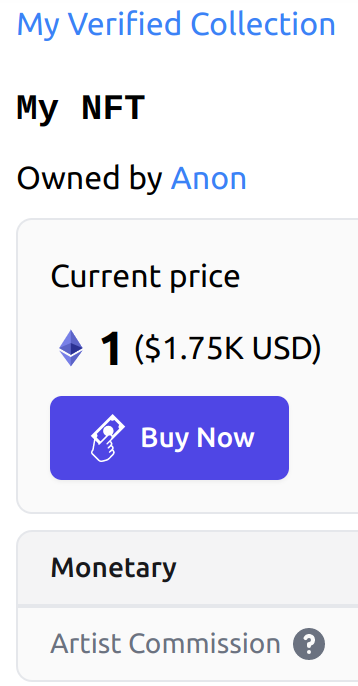 My Verified Collection
My NFT
Owned by Anon
Current price
1 ($1.75K USD)
Buy Now
Monetary
Artist Commission ?